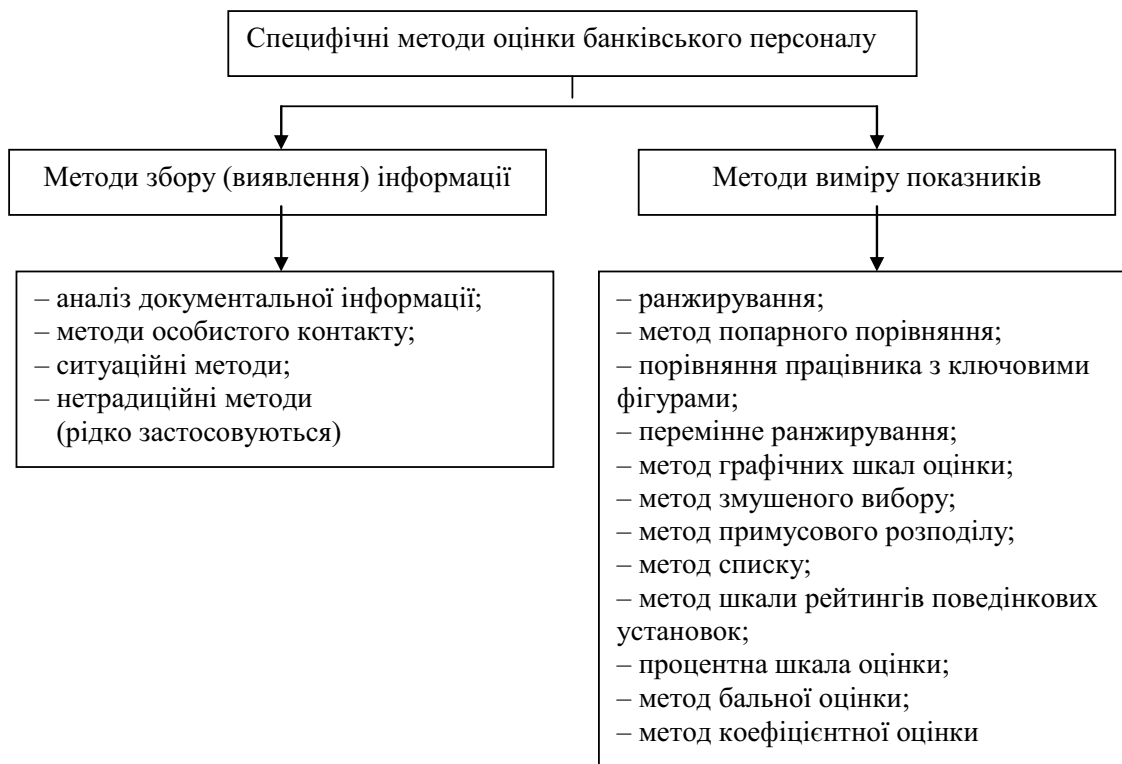 Специфічні методи оцінки банківського персоналу
Методи збору (виявлення) інформації
Методи виміру показників
– аналіз документальної інформації;
– методи особистого контакту;
– ситуаційні методи;
– нетрадиційні методи
(рідко застосовуються)
– ранжирування;
– метод попарного порівняння;
– порівняння працівника з ключовими
фігурами;
– перемінне ранжирування;
– метод графічних шкал оцінки;
– метод змушеного вибору;
– метод примусового розподілу;
– метод списку;
– метод шкали рейтингів поведінкових
установок;
– процентна шкала оцінки;
– метод бальної оцінки;
– метод коефіцієнтної оцінки